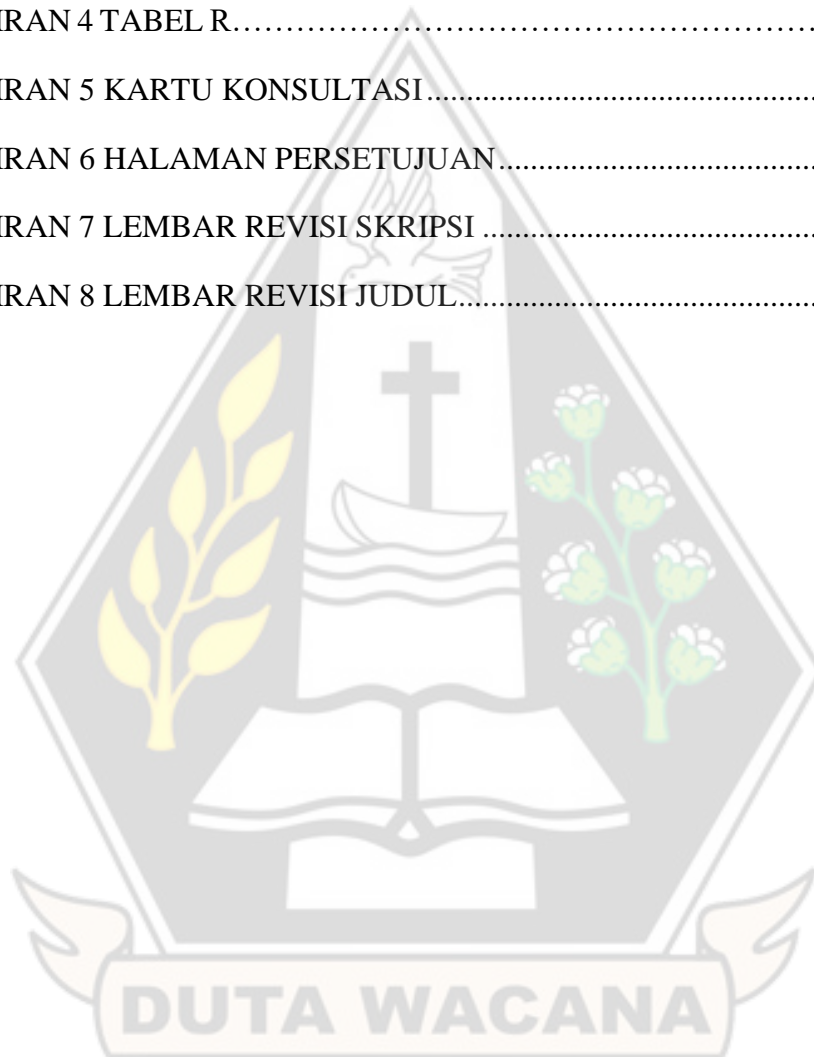 IRAN 4 TABEL R……………………………………………………
IRAN 5 KARTU KONSULTASI................................................
IRAN 6 HALAMAN PERSETUJUAN.......................................
IRAN 7 LEMBAR REVISI SKRIPSI .........................................
IRAN 8 LEMBAR REVISI JUDUL............................................
DUTA WACANA